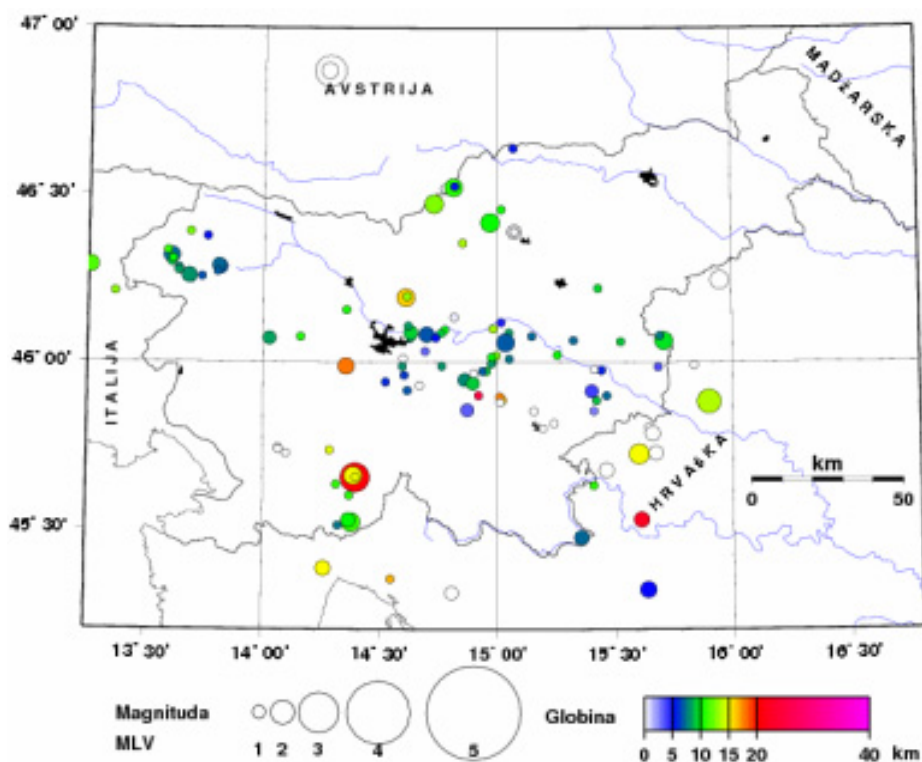 47° 00'
AVSTRIJA
MADžARSKA
46° 30'
46° 00'
ITALIJA
HRVAšKA
km
0 50
45° 30'
13° 30' 14° 00' 14° 30' 15° 00' 15° 30' 16° 00' 16° 30'
Magnituda Globina
MLV 1 2 3 4 5
0 5 10 15 20 40 km